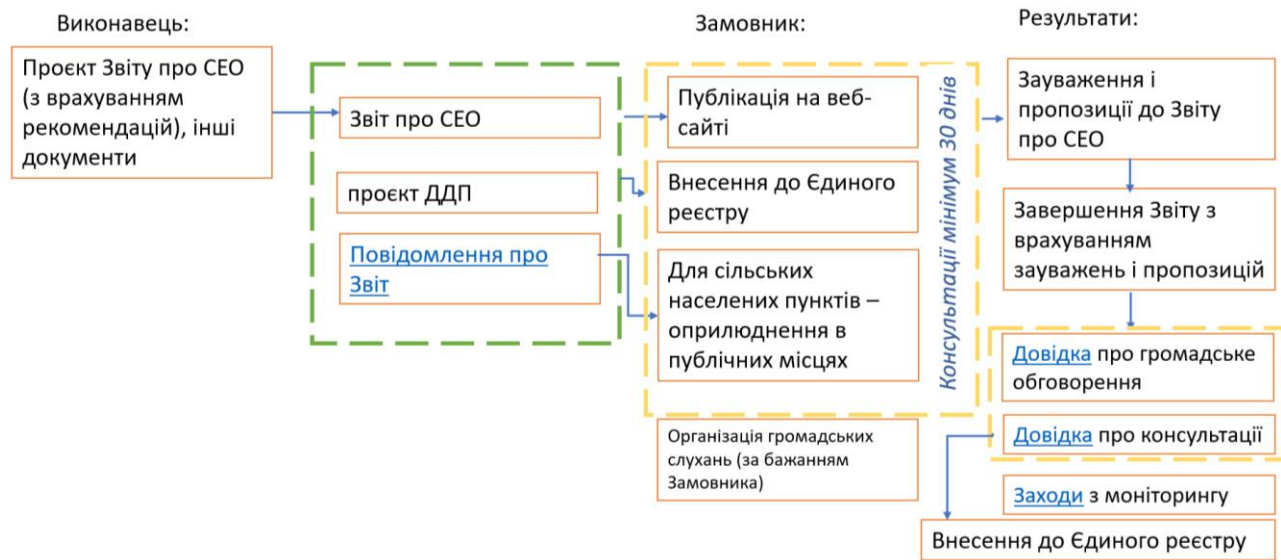 Виконавець:
Проєкт Звіту про СЕО
(з врахуванням
рекомендацій), інші
документи
Звіт про СЕО
проєкт ДДП
Повідомлення про
Звіт
Замовник:
Публікація на веб-
сайті
Внесення до Єдиного
реєстру
Для сільських
населених пунктів –
оприлюднення в
публічних місцях
Консультації мінімум 30 днів
Організація громадських
слухань (за бажанням
Замовника)
Результати:
Зауваження і
пропозиції до Звіту
про СЕО
Завершення Звіту з
врахуванням
зауважень і пропозицій
Довідка про громадське
обговорення
Довідка про консультації
Заходи з моніторингу
Внесення до Єдиного реєстру